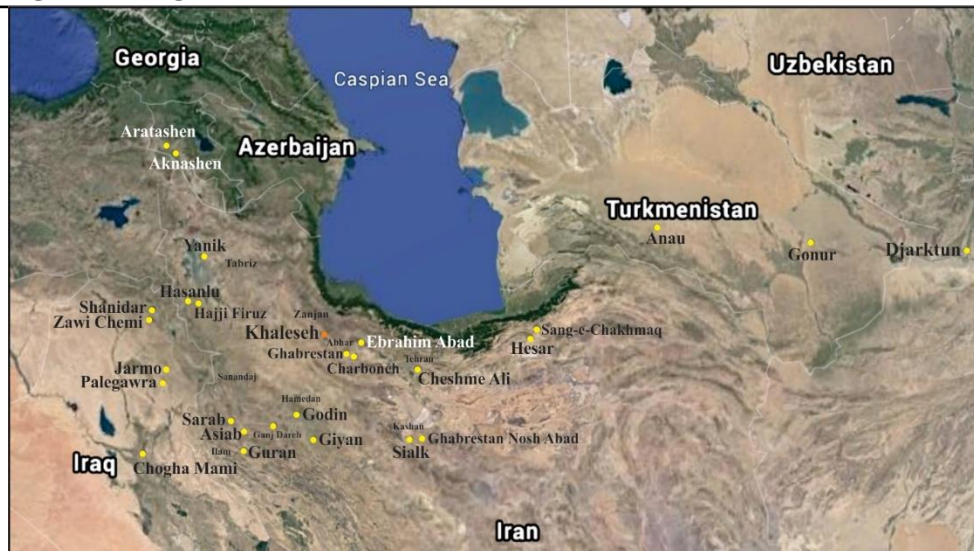 Georgia
Caspian Sea
Uzbekistan
Aratashen
Azerbaijan
Aknashen
Turkmenistan
Anau
Yanik
Gonur
Djarktun
Tabriz
Hasanlu
Shanidar
Hajji Firuz
Zawi Chemi
Zanjan
Khaleseh
Sang-e-Chakhmaq
Abhar
Ebrahim Abad
Hesar
Ghabrestan
Charboneh
Tehran
Jarmo
Cheshme Ali
Palegawra
Sanandaj
Hamedan
Godin
Sarab
Kashan
Asiab
Ganj Dareh
Giyan
Ghabrestan Nosh Abad
Ilam
Guran
Sialk
Iraq
Chogha Mami
Iran